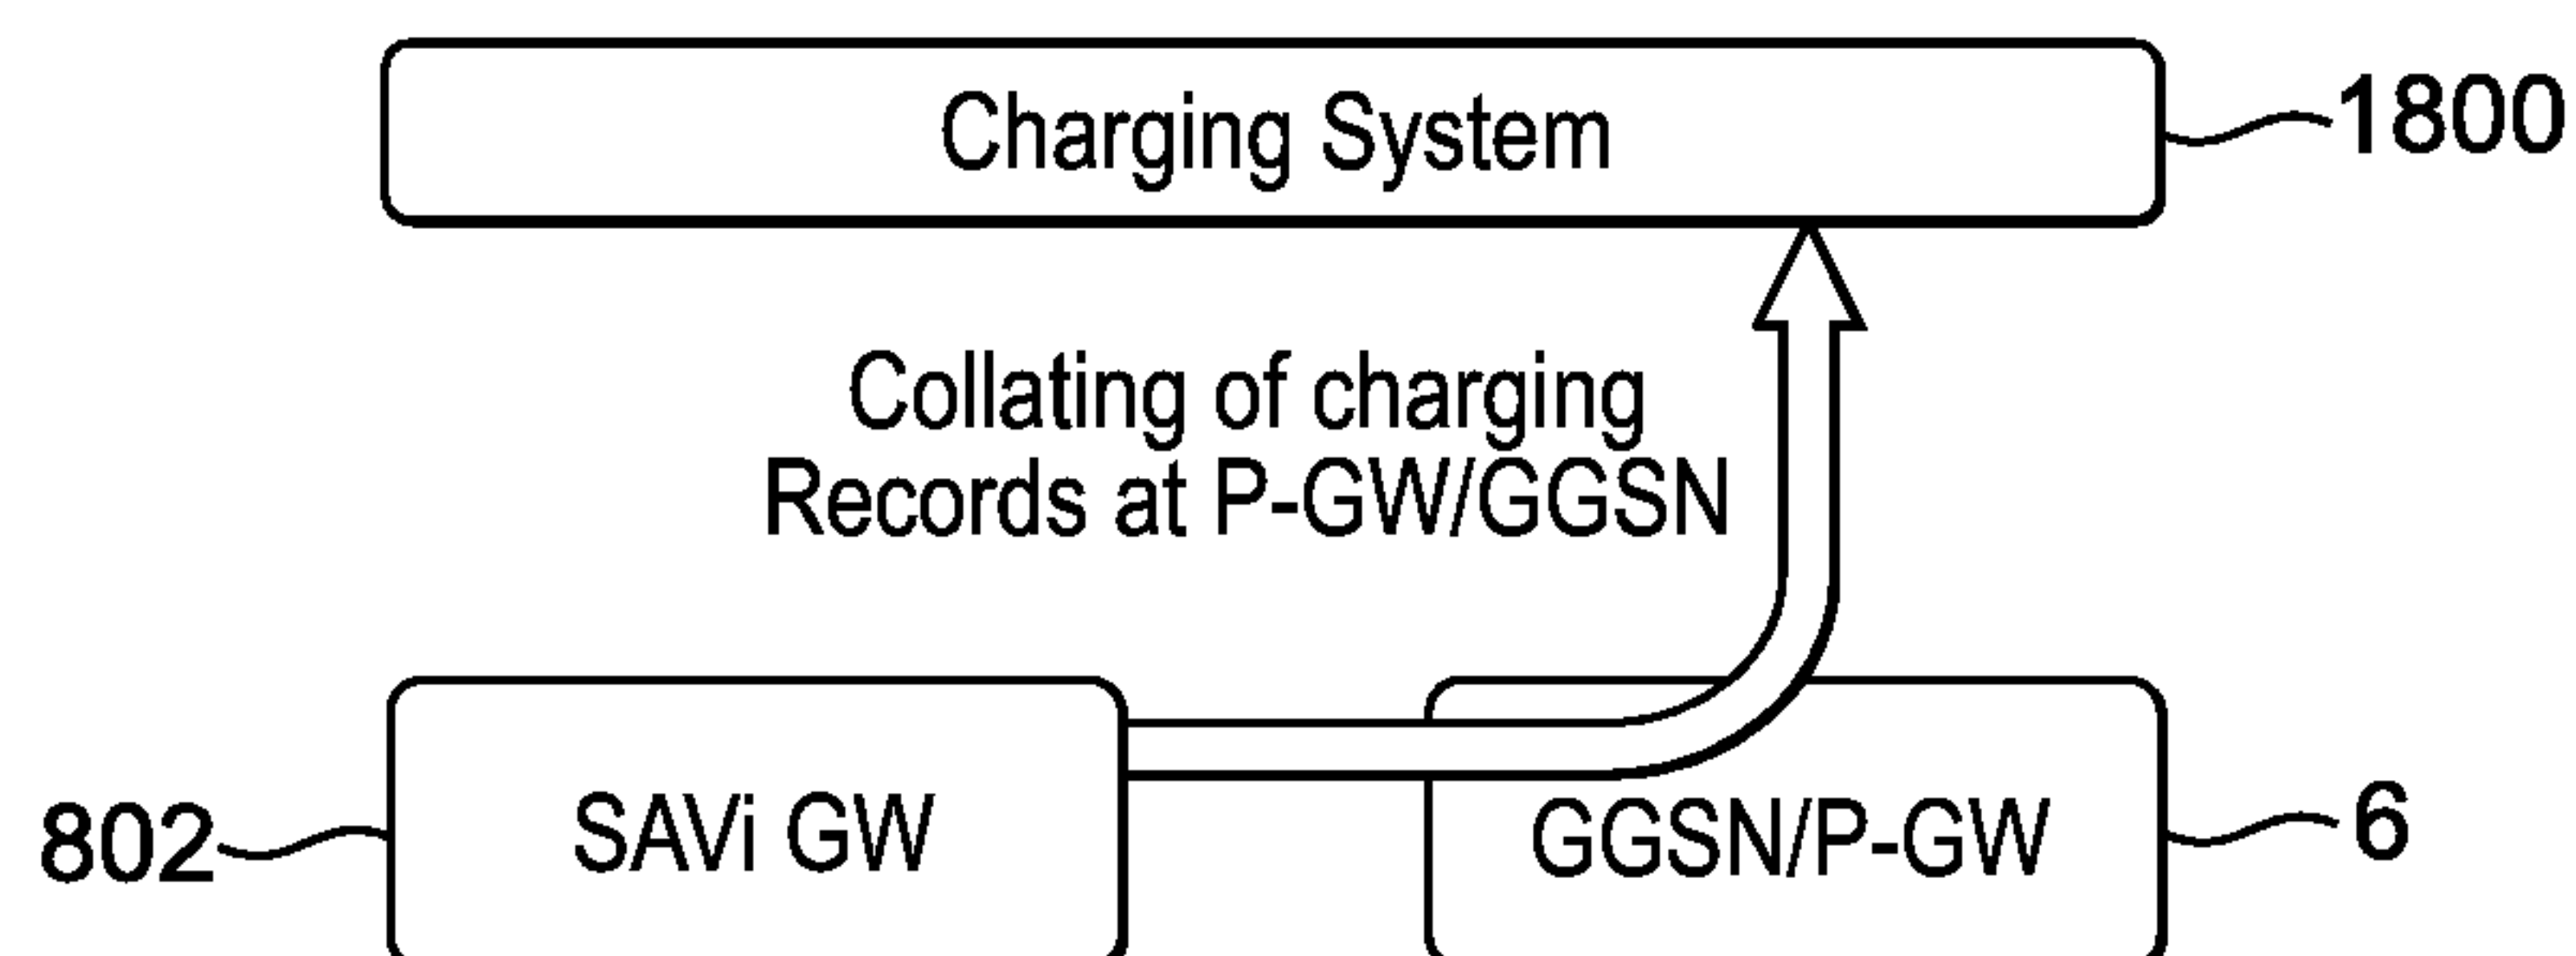 Charging System
1800
Collating of charging
Records at P-GW/GGSN
802
SAVi GW
GGSN/P-GW
6